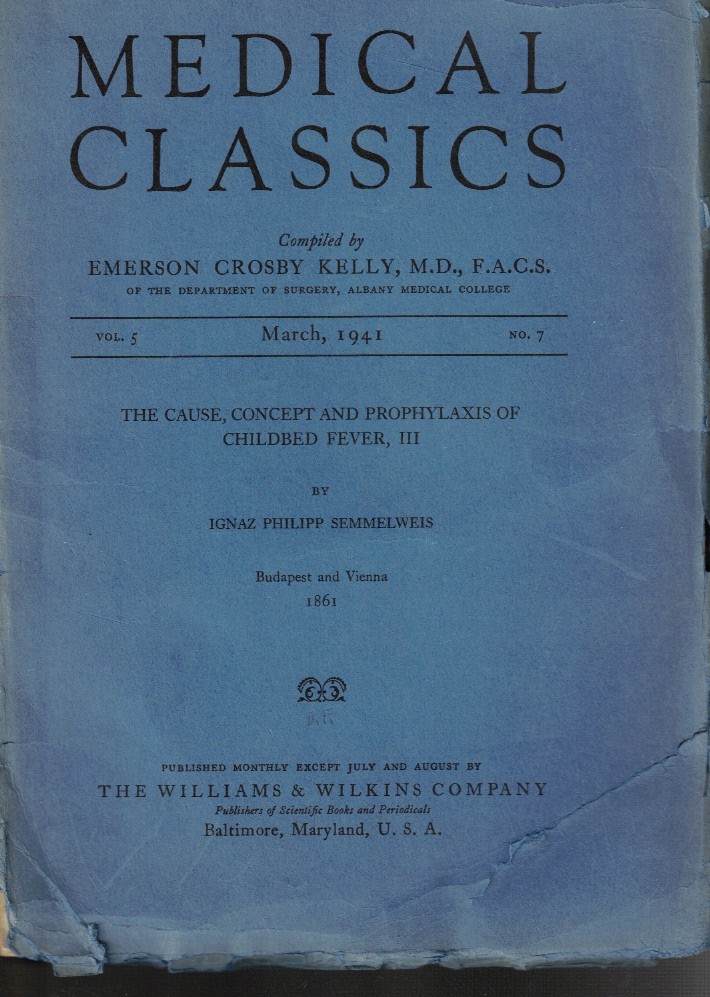 MEDICAL
CLASSICS
Compiled by
EMERSON CROSBY KELLY, M.D., F.A.C.S.
OF THE DEPARTMENT OF SURGERY, ALBANY MEDICAL COLLEGE
VOL. 5 March, 1941 NO. 7
THE CAUSE, CONCEPT AND PROPHYLAXIS OF
CHILDBED FEVER, III
BY
IGNAZ PHILIPP SEMMELWEIS
Budapest and Vienna
1861
PUBLISHED MONTHLY EXCEPT JULY AND AUGUST BY
THE WILLIAMS & WILKINS COMPANY
Publishers of Scientific Books and Periodicals
Baltimore, Maryland, U. S. A.